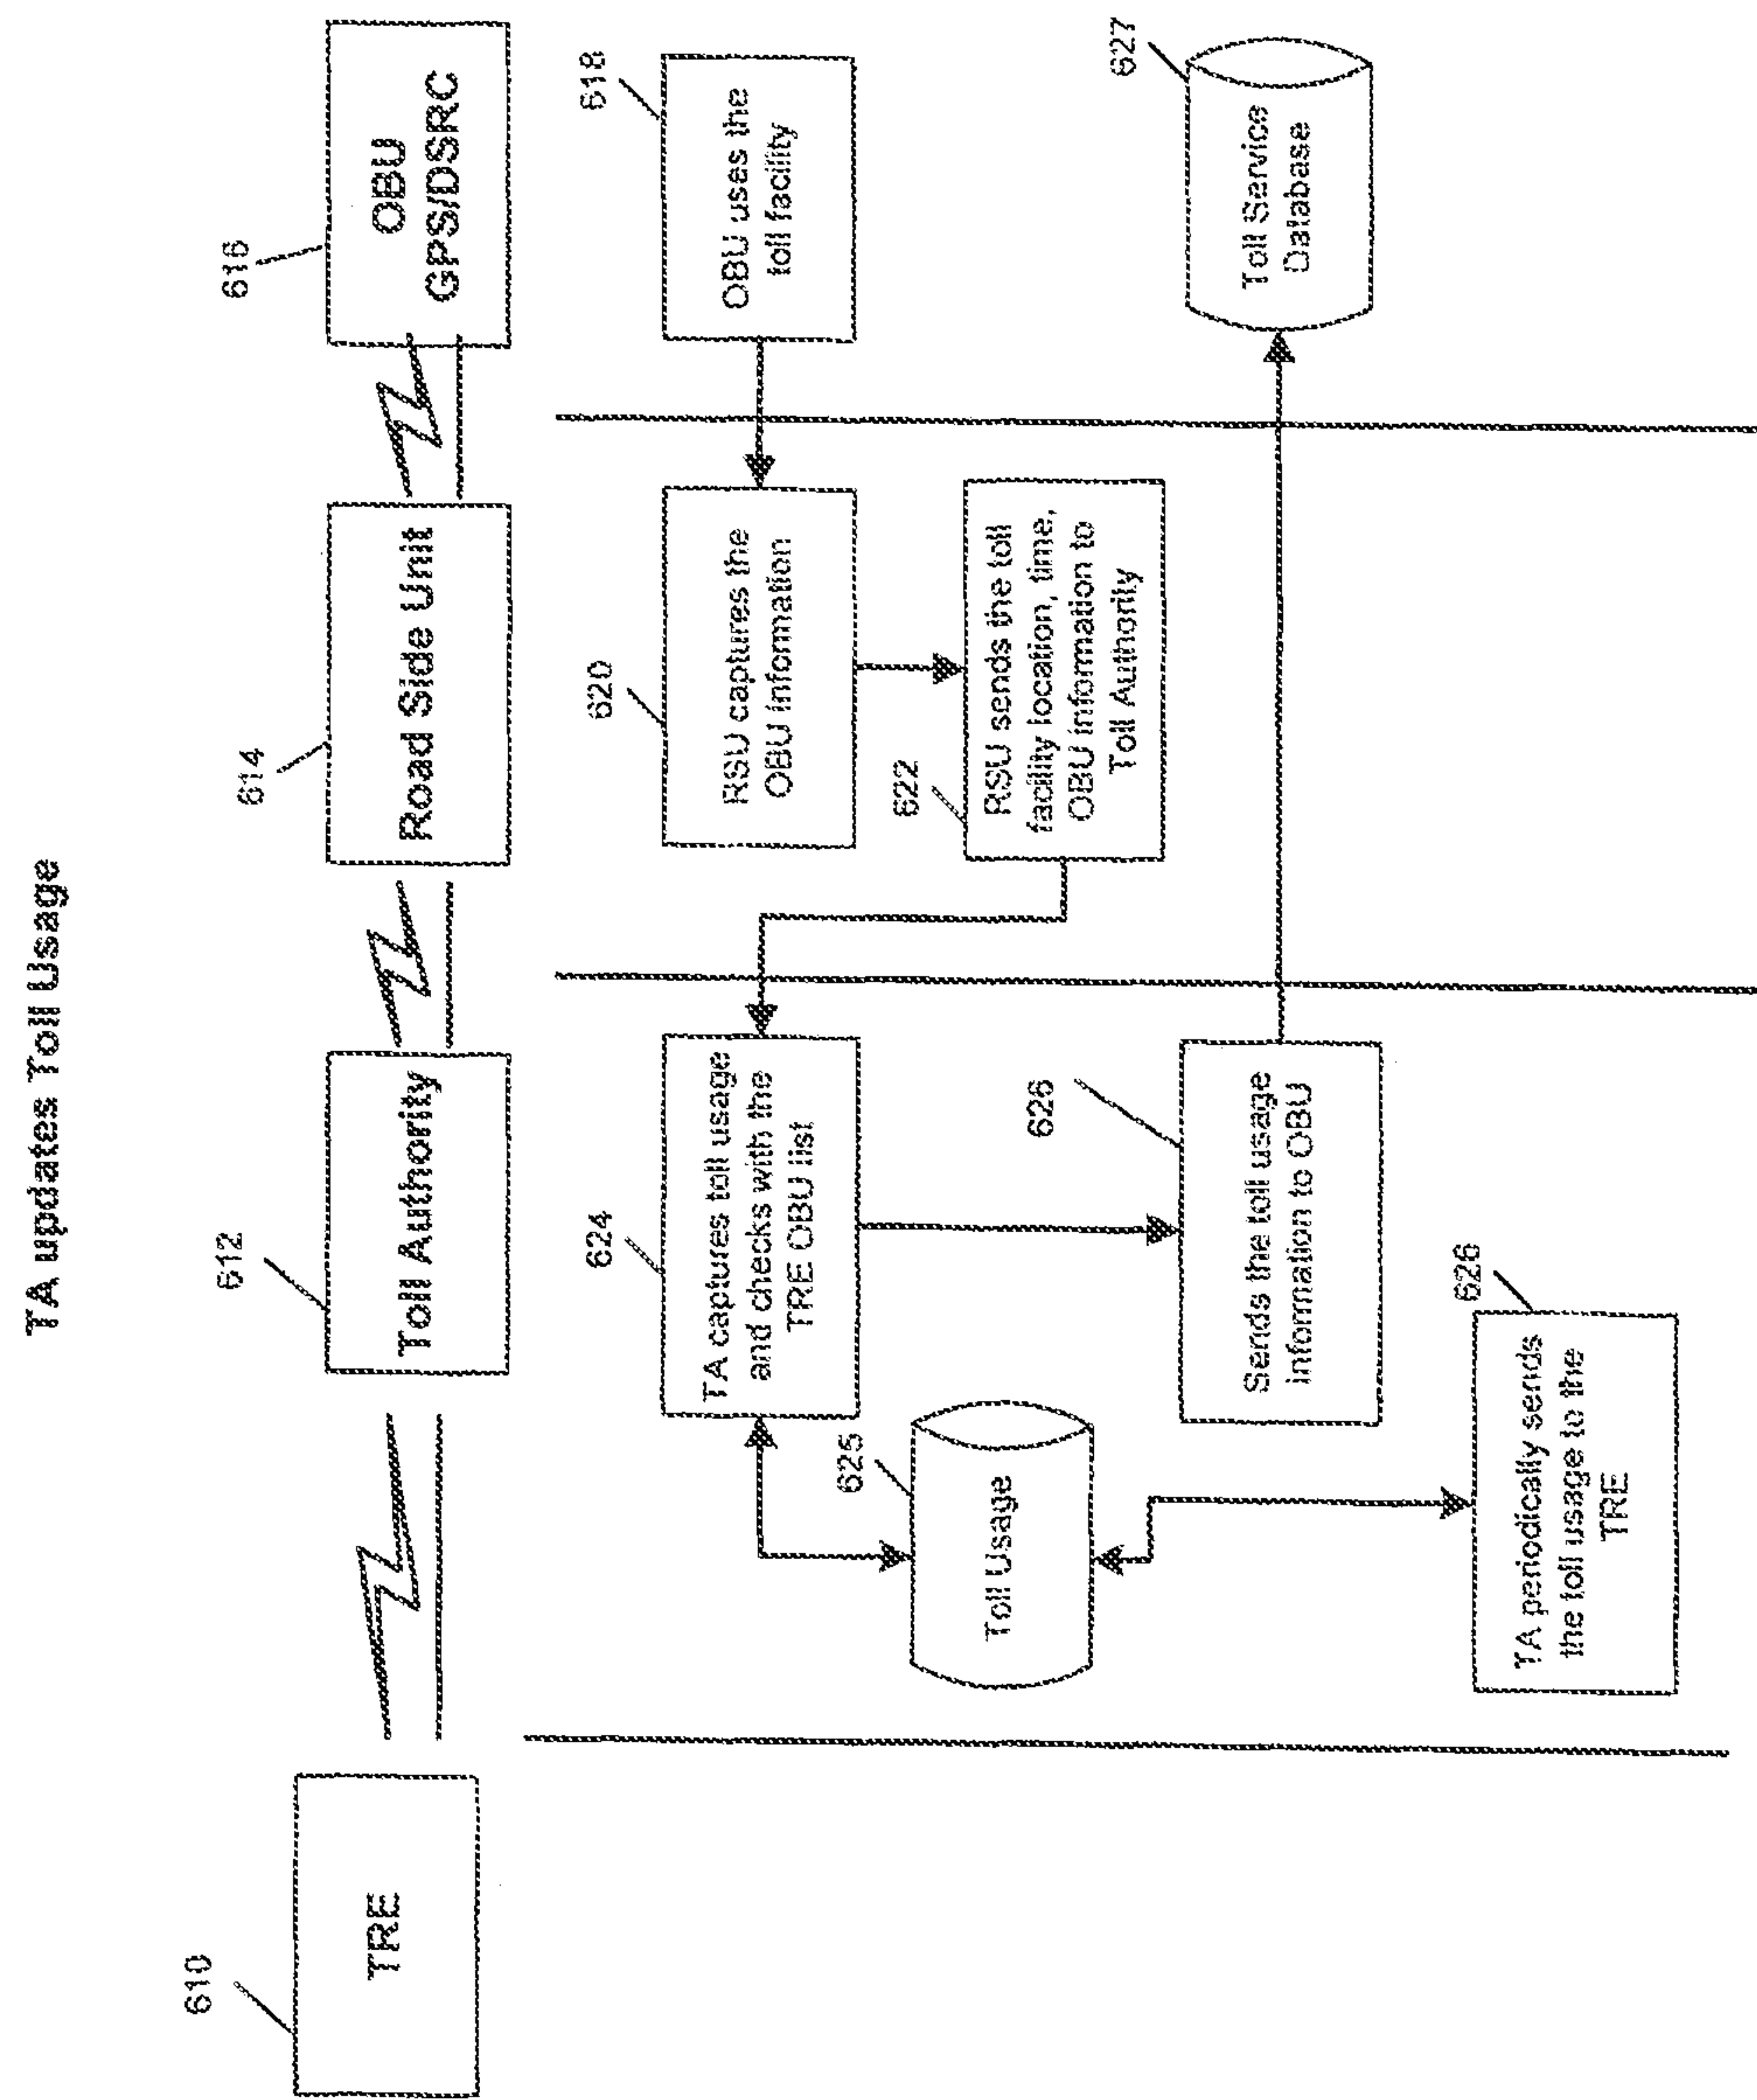 TA updates Toll Usage
610
TRE
612
Toll Authority
614
Road Side Unit
616
OBU
GPS/DSRC
618
OBU uses the
toll facility
620
RSU captures the
OBU information
622
RSU sends the toll
facility location, time,
OBU information to
Toll Authority
624
TA captures toll usage
and checks with the
TRE OBU list
625
Toll Usage
626
Sends the toll usage
information to OBU
627
Toll Service
Database
626
TA periodically sends
the toll usage to the
TRE